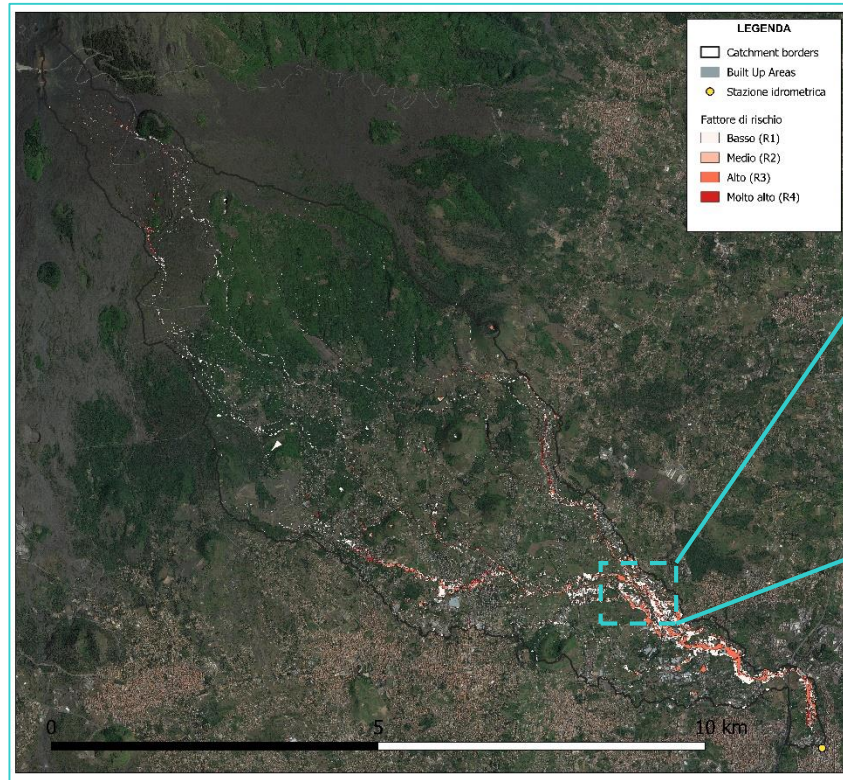 LEGENDA
Catchment borders
Built Up Areas
Stazione idrometrica
Fattore di rischio
Basso (R1)
Medio (R2)
Alto (R3)
Molto alto (R4)
0 5 10 km